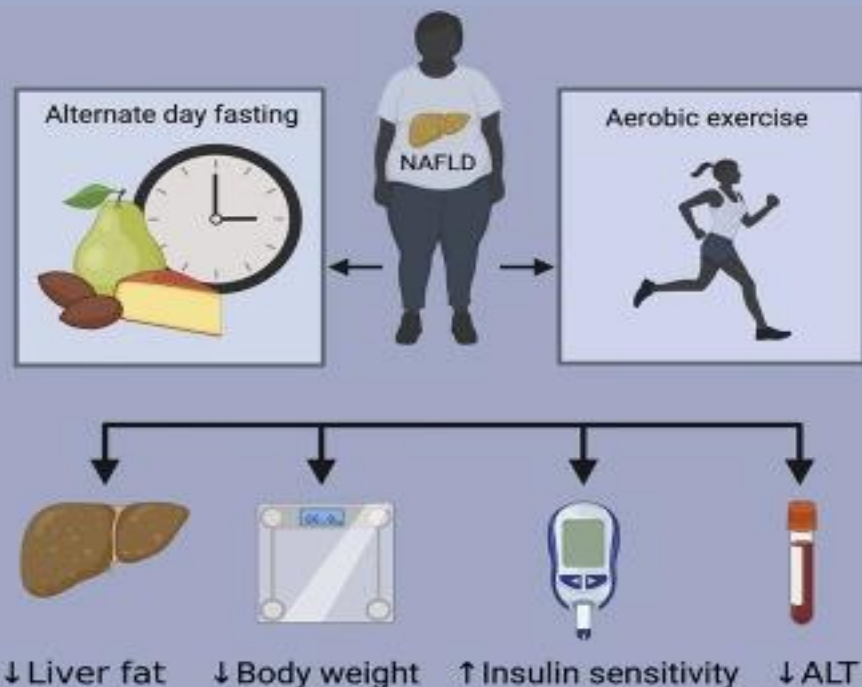 Alternate day fasting
NAFLD
Aerobic exercise
↓Liver fat
↓Body weight
↑Insulin sensitivity
↓ALT